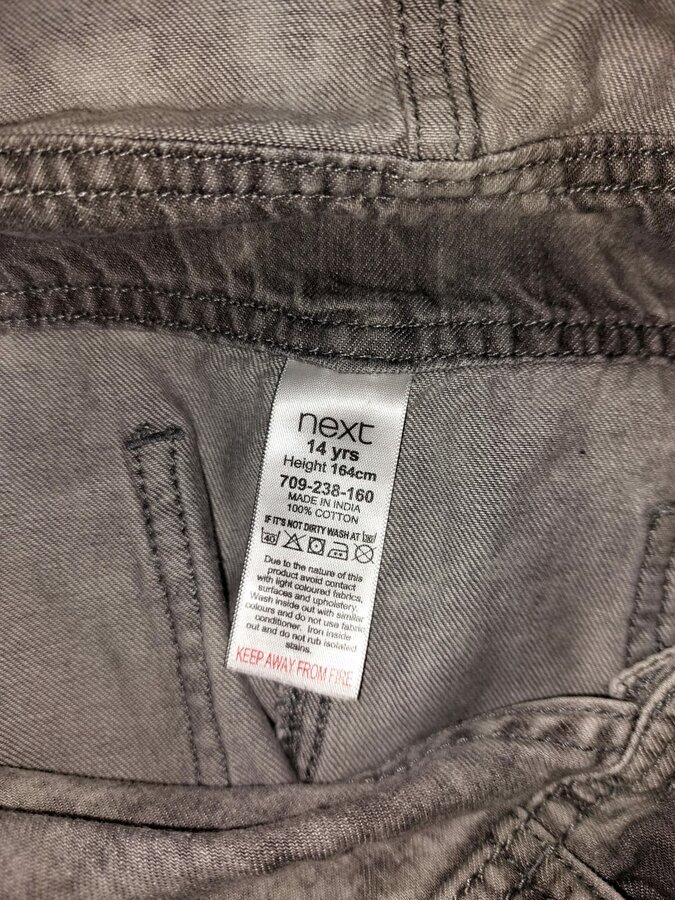 next
14 yrs
Height 164cm
709-238-160
MADE IN INDIA
100% COTTON
IF IT'S NOT DIRTY WASH AT 30
40
Due to the nature of this
product avoid contact
with light coloured fabrics,
surfaces and upholstery.
Wash inside out with similar
colours and do not use fabric
conditioner. Iron inside
out and do not rub isolated
stains.
KEEP AWAY FROM FIRE